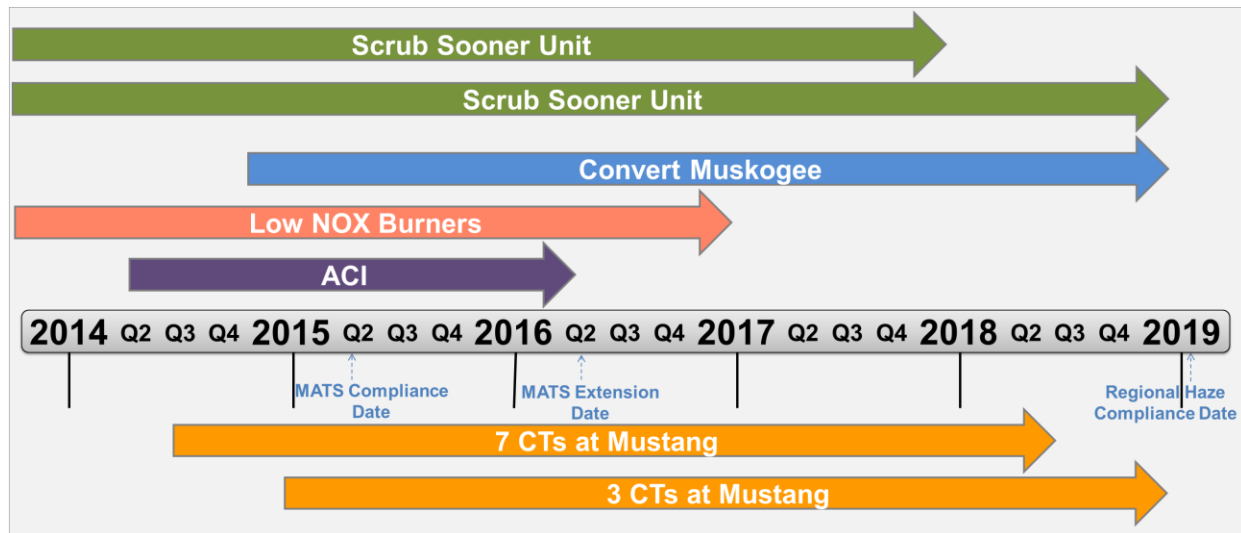 Scrub Sooner Unit
Scrub Sooner Unit
Convert Muskogee
Low NOX Burners
ACI
2014 Q2 Q3 Q4 2015 Q2 Q3 Q4 2016 Q2 Q3 Q4 2017 Q2 Q3 Q4 2018 Q2 Q3 Q4 2019
MATS Compliance
Date
MATS Extension
Date
Regional Haze
Compliance Date
7 CTs at Mustang
3 CTs at Mustang